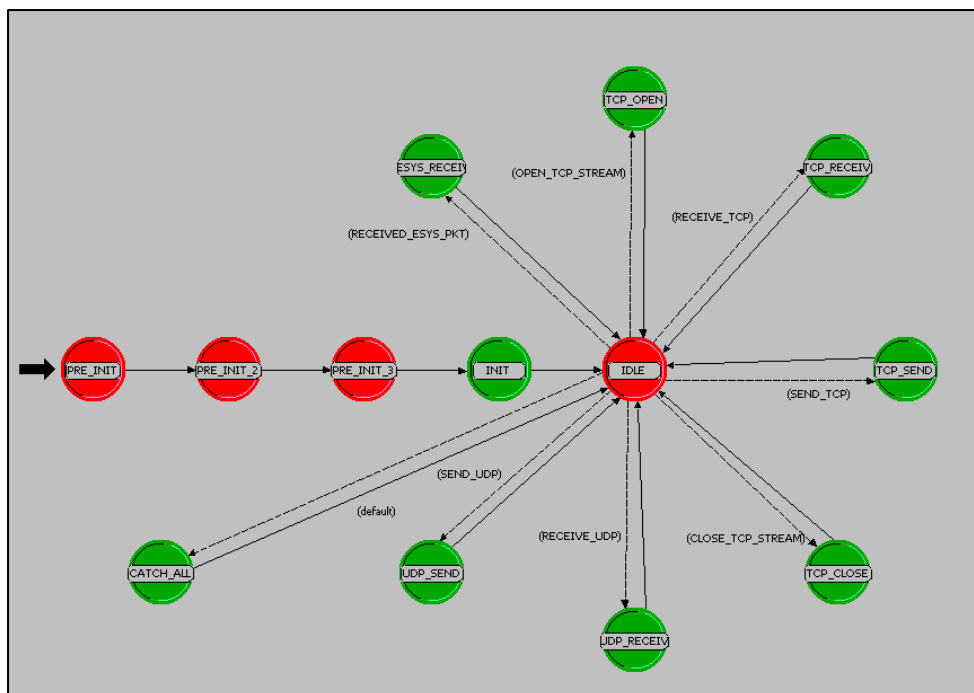 TCP_OPEN
ESYS_RECEIV
TCP_RECEIV
(OPEN_TCP_STREAM)
(RECEIVE_TCP)
(RECEIVED_ESYS_PKT)
PRE_INIT
PRE_INIT_2
PRE_INIT_3
INIT
IDLE
TCP_SEND
(SEND_TCP)
(SEND_UDP)
(default)
(RECEIVE_UDP)
(CLOSE_TCP_STREAM)
CATCH_ALL
UDP_SEND
TCP_CLOSE
UDP_RECEIV